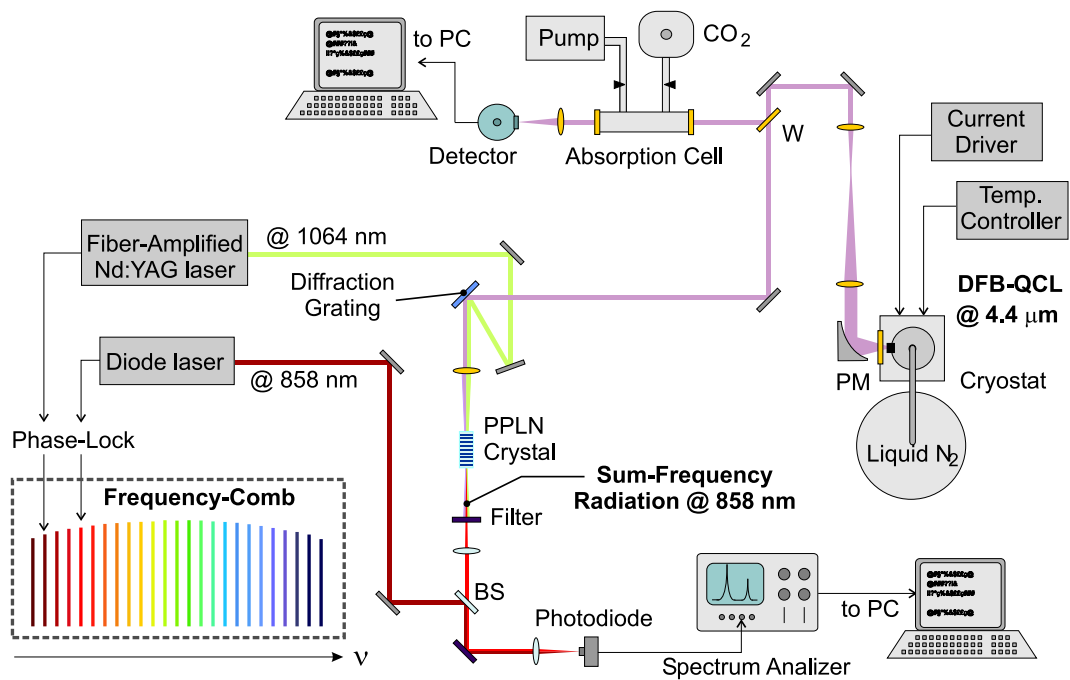 to PC
Pump
CO2
Detector
Absorption Cell
W
Current
Driver
Temp.
Controller
Fiber-Amplified
Nd:YAG laser
@ 1064 nm
Diffraction
Grating
DFB-QCL
@ 4.4 μm
Diode laser
@ 858 nm
PM
Cryostat
Phase-Lock
PPLN
Crystal
Liquid N2
Frequency-Comb
Sum-Frequency
Radiation @ 858 nm
Filter
BS
Photodiode
to PC
Spectrum Analizer
ν